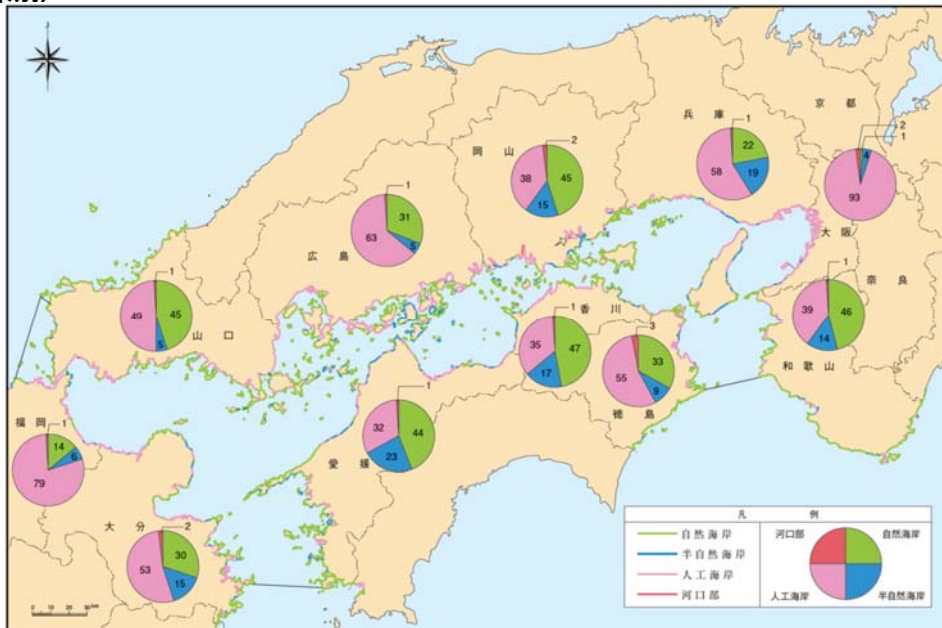 京 都
兵 庫
2
1
4
93
大 阪
1
22
19
58
岡 山
2
45
15
38
1
31
5
63
広 島
1
45
5
49
山 口
1
香 川
47
17
35
3
33
9
55
徳 島
1
奈 良
46
14
39
和 歌 山
福 岡
1
14
6
79
1
44
23
32
愛 媛
大 分
2
30
15
53
凡 例
自 然 海 岸
半 自 然 海 岸
人 工 海 岸
河 口 部
河口部
自然海岸
人工海岸
半自然海岸